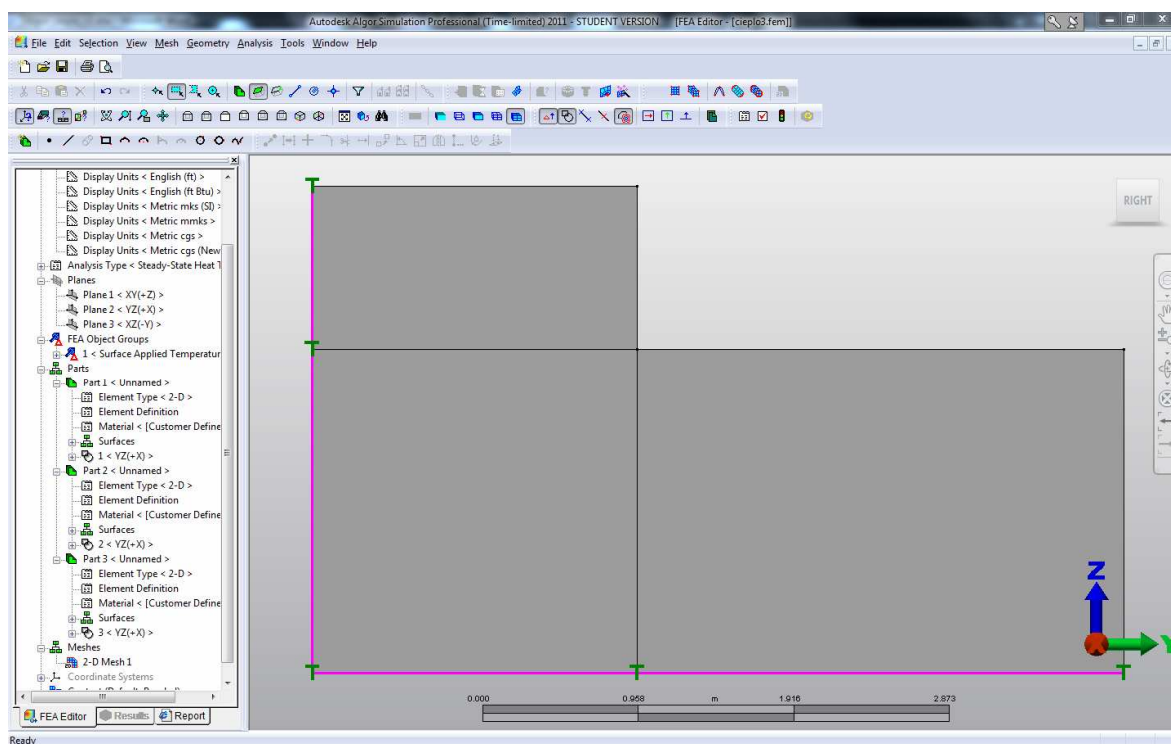 Autodesk Algor Simulation Professional (Time-limited) 2011 - STUDENT VERSION [FEA Editor - [cieplo3.fem]]
File Edit Selection View Mesh Geometry Analysis Tools Window Help
Display Units < English (ft) >
Display Units < English (ft Btu) >
Display Units < Metric mks (SI) >
Display Units < Metric mmks >
Display Units < Metric cgs >
Display Units < Metric cgs (New
Analysis Type < Steady-State Heat T
Planes
Plane 1 < XY(+Z) >
Plane 2 < YZ(+X) >
Plane 3 < XZ(-Y) >
FEA Object Groups
1 < Surface Applied Temperatur
Parts
Part 1 < Unnamed >
Element Type < 2-D >
Element Definition
Material < [Customer Define
Surfaces
1 < YZ(+X) >
Part 2 < Unnamed >
Element Type < 2-D >
Element Definition
Material < [Customer Define
Surfaces
2 < YZ(+X) >
Part 3 < Unnamed >
Element Type < 2-D >
Element Definition
Material < [Customer Define
Surfaces
3 < YZ(+X) >
Meshes
2-D Mesh 1
Coordinate Systems
FEA Editor Results Report
Ready
RIGHT
T
T
T T T
Z
Y
0.000 0.958 m 1.916 2.873